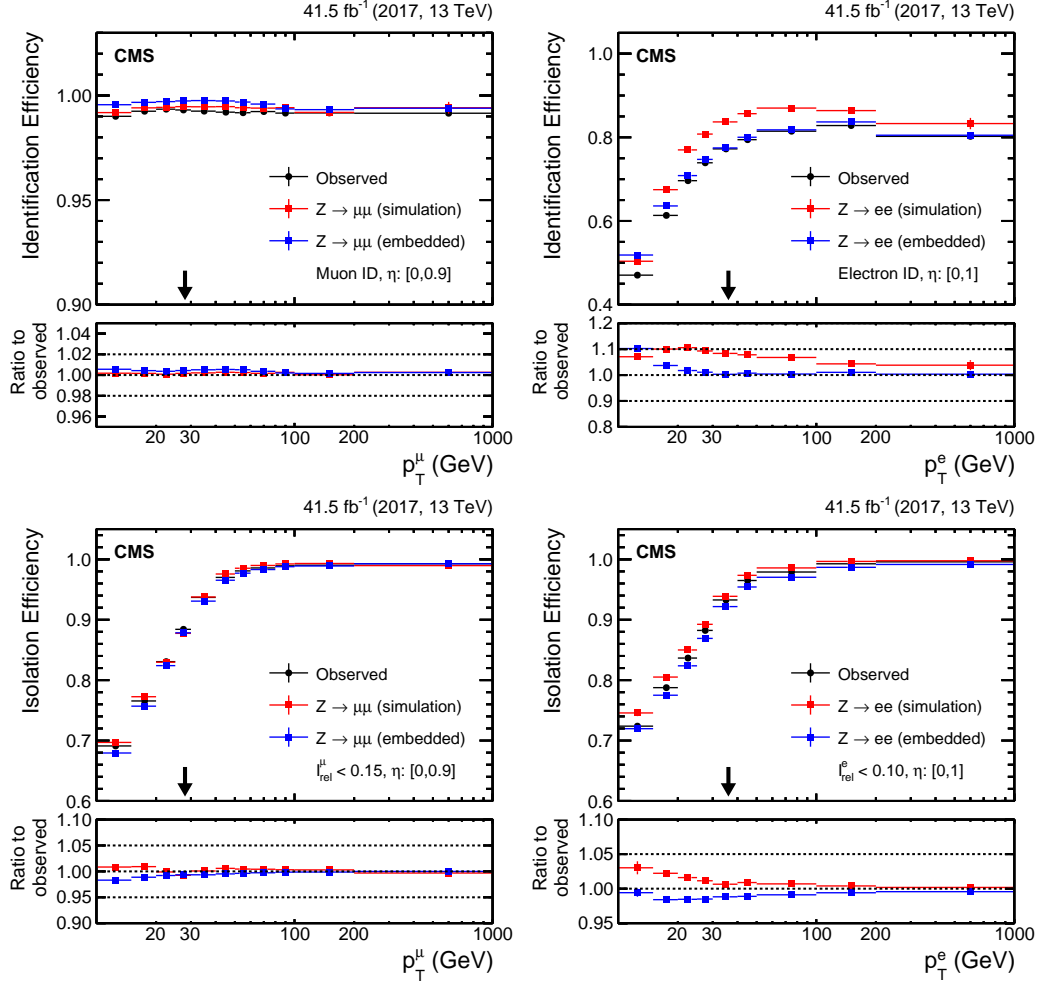 41.5 fb⁻¹ (2017, 13 TeV)
CMS
Identification Efficiency
1.00
0.95
0.90
Observed
Z → μμ (simulation)
Z → μμ (embedded)
Muon ID, η: [0,0.9]
Ratio to
observed
1.04
1.02
1.00
0.98
0.96
20 30 100 200 1000
p_T^μ (GeV)
41.5 fb⁻¹ (2017, 13 TeV)
CMS
Identification Efficiency
1.0
0.8
0.6
0.4
Observed
Z → ee (simulation)
Z → ee (embedded)
Electron ID, η: [0,1]
Ratio to
observed
1.2
1.1
1.0
0.9
0.8
20 30 100 200 1000
p_T^e (GeV)
41.5 fb⁻¹ (2017, 13 TeV)
CMS
Isolation Efficiency
1.0
0.9
0.8
0.7
0.6
Observed
Z → μμ (simulation)
Z → μμ (embedded)
I_rel^μ < 0.15, η: [0,0.9]
Ratio to
observed
1.10
1.05
1.00
0.95
0.90
20 30 100 200 1000
p_T^μ (GeV)
41.5 fb⁻¹ (2017, 13 TeV)
CMS
Isolation Efficiency
1.0
0.9
0.8
0.7
0.6
Observed
Z → ee (simulation)
Z → ee (embedded)
I_rel^e < 0.10, η: [0,1]
Ratio to
observed
1.10
1.05
1.00
0.95
20 30 100 200 1000
p_T^e (GeV)